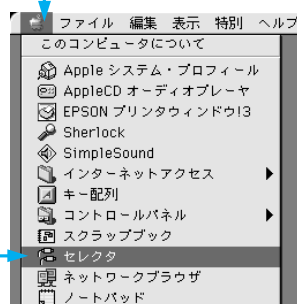 ファイル 編集 表示 特別 ヘルプ
このコンピュータについて
Apple システム・プロフィール
AppleCD オーディオプレーヤ
EPSON プリンタウィンドウ!3
Sherlock
SimpleSound
インターネットアクセス
キー配列
コントロールパネル
スクラップブック
セレクタ
ネットワークブラウザ
ノートパッド